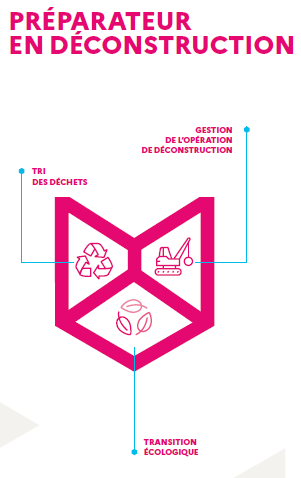 PRÉPARATEUR
EN DÉCONSTRUCTION
GESTION
DE L'OPÉRATION
DE DÉCONSTRUCTION
TRI
DES DÉCHETS
TRANSITION
ÉCOLOGIQUE